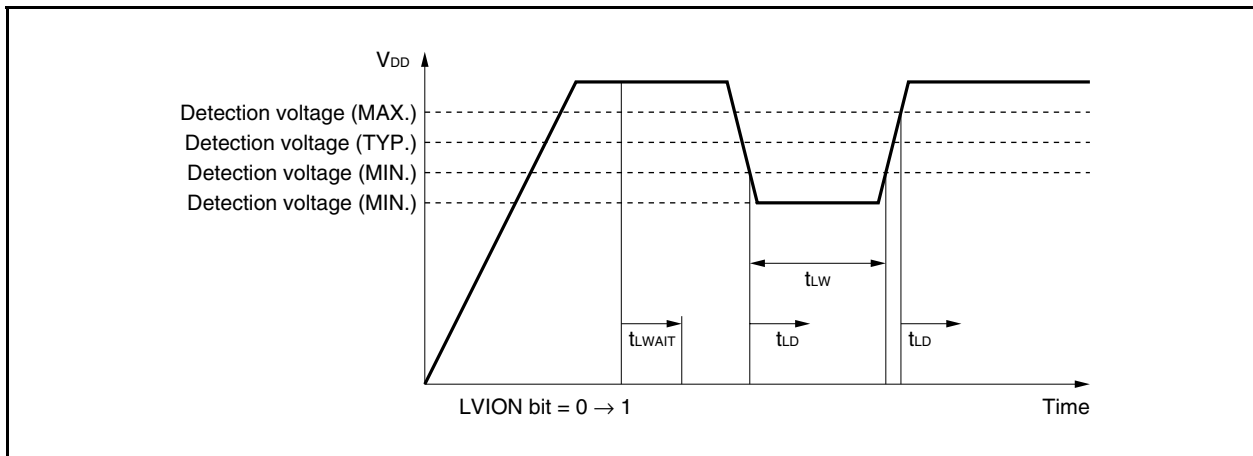 VDD
Detection voltage (MAX.)
Detection voltage (TYP.)
Detection voltage (MIN.)
Detection voltage (MIN.)
tLW
tLWAIT
tLD
tLD
LVION bit = 0 → 1
Time